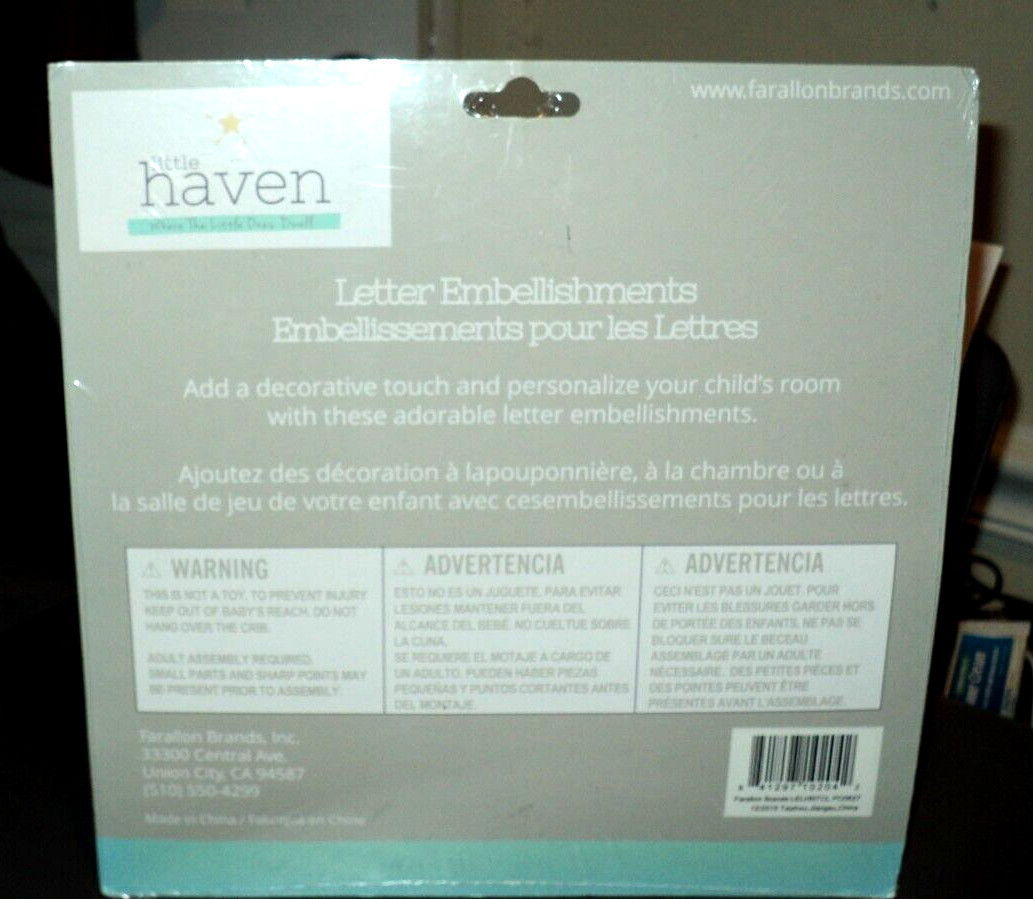 www.farallonbrands.com
little
haven
Where The Little Ones Dwell
Letter Embellishments
Embellissements pour les Lettres
Add a decorative touch and personalize your child's room
with these adorable letter embellishments.
Ajoutez des décoration à lapouponnière, à la chambre ou à
la salle de jeu de votre enfant avec cesembellissements pour les lettres.
WARNING
THIS IS NOT A TOY. TO PREVENT INJURY
KEEP OUT OF BABY'S REACH. DO NOT
HANG OVER THE CRIB.
ADULT ASSEMBLY REQUIRED.
SMALL PARTS AND SHARP POINTS MAY
BE PRESENT PRIOR TO ASSEMBLY.
ADVERTENCIA
ESTO NO ES UN JUGUETE. PARA EVITAR
LESIONES MANTENER FUERA DEL
ALCANCE DEL BEBÉ. NO CUELTUE SOBRE
LA CUNA.
SE REQUIERE EL MOTAJE A CARGO DE
UN ADULTO. PUEDEN HABER PIEZAS
PEQUEÑAS Y PUNTOS CORTANTES ANTES
DEL MONTAJE.
ADVERTENCIA
CECI N'EST PAS UN JOUET. POUR
EVITER LES BLESSURES GARDER HORS
DE PORTÉE DES ENFANTS. NE PAS SE
BLOQUER SURE LE BECEAU
ASSEMBLAGE PAR UN ADULTE
NÉCESSAIRE. DES PETITES PIÈCES ET
DES POINTES PEUVENT ÊTRE
PRÉSENTES AVANT L'ASSEMBLAGE.
Farallon Brands, Inc.
33300 Central Ave.
Union City, CA 94587
(510) 550-4299
Made in China / Fabriqué en Chine
Farallon Brands